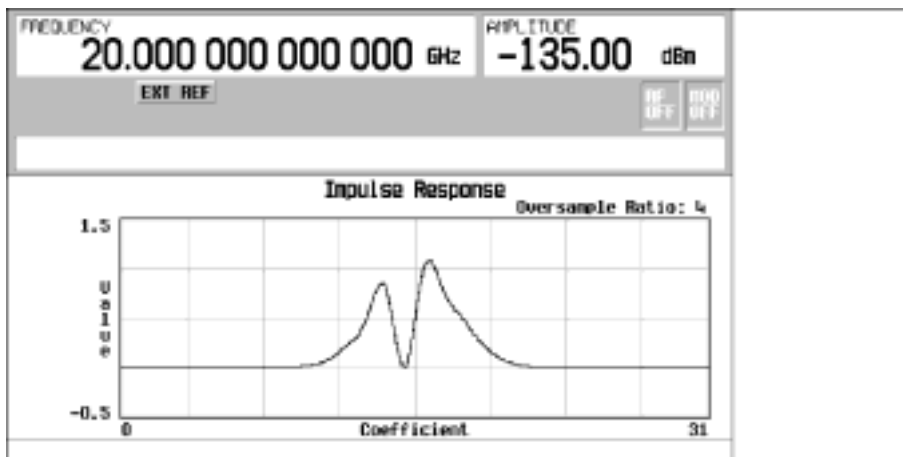 FREQUENCY
20.000 000 000 000 GHz
AMPLITUDE
-135.00 dBm
EXT REF
RF OFF
MOD OFF
Impulse Response
Oversample Ratio: 4
1.5
Value
-0.5
0
Coefficient
31